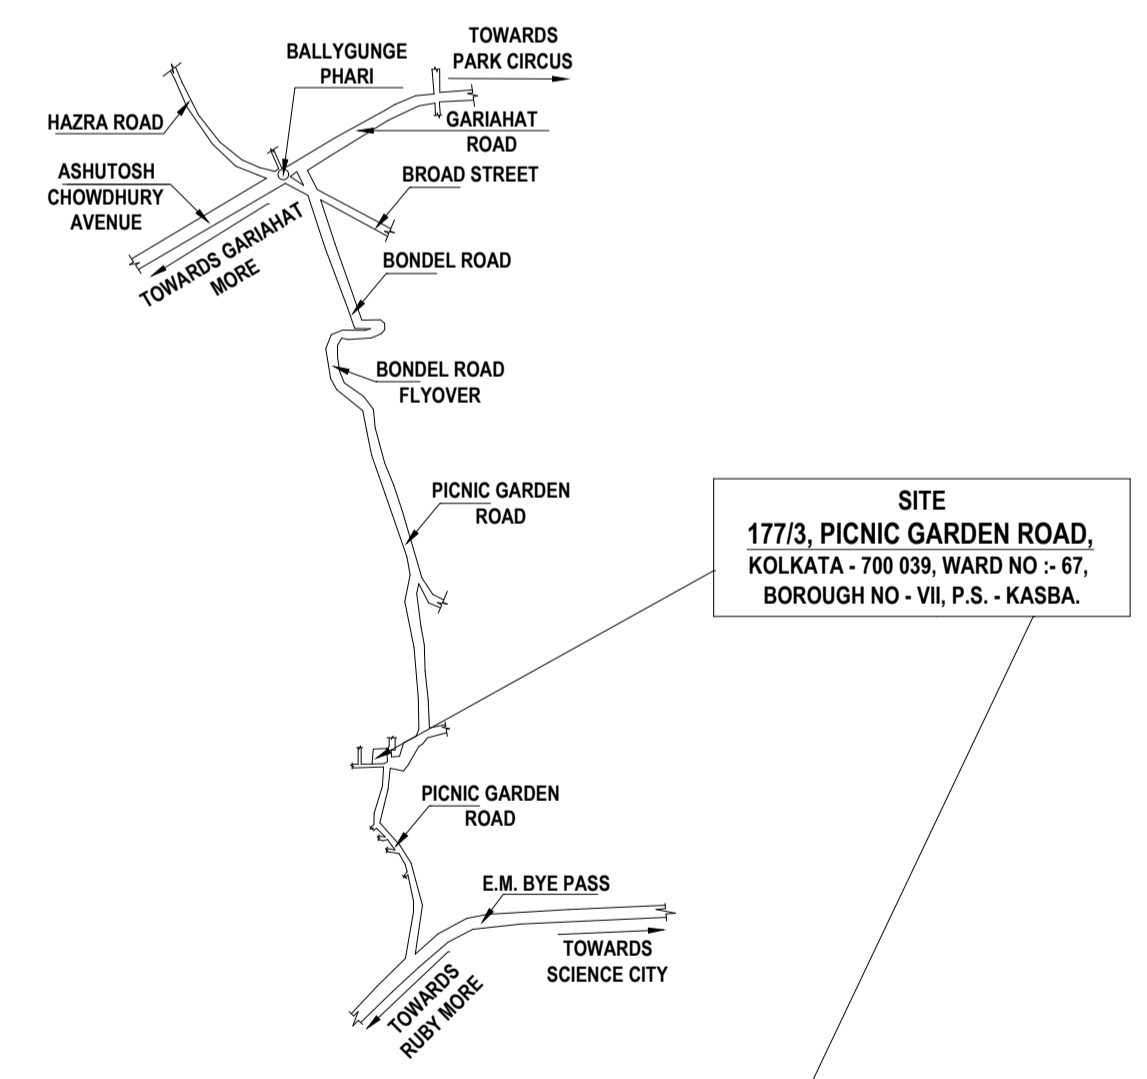 TOWARDS
PARK CIRCUS
BALLYGUNGE
PHARI
HAZRA ROAD
GARIAHAT
ROAD
ASHUTOSH
CHOWDHURY
AVENUE
BROAD STREET
TOWARDS GARIAHAT
MORE
BONDEL ROAD
BONDEL ROAD
FLYOVER
PICNIC GARDEN
ROAD
SITE
177/3, PICNIC GARDEN ROAD,
KOLKATA - 700 039, WARD NO :- 67,
BOROUGH NO - VII, P.S. - KASBA.
PICNIC GARDEN
ROAD
E.M. BYE PASS
TOWARDS
SCIENCE CITY
TOWARDS
RUBY MORE